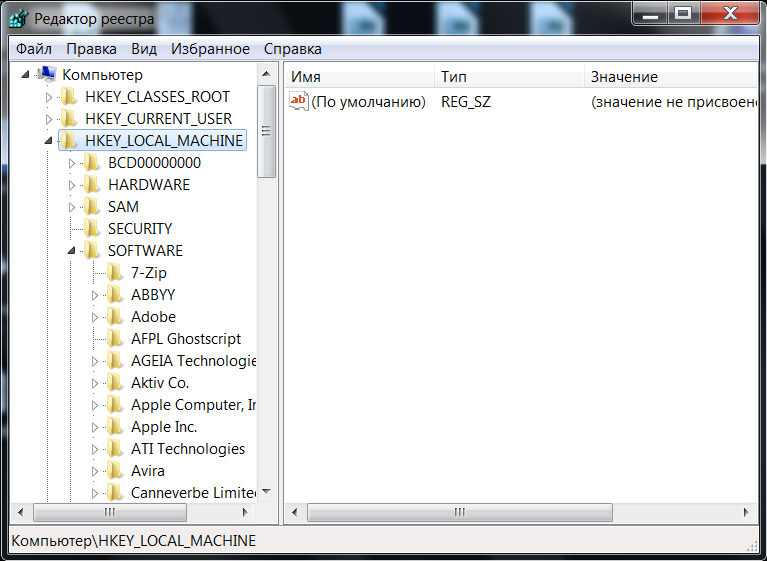 Редактор реестра
Файл Правка Вид Избранное Справка
Компьютер
HKEY_CLASSES_ROOT
HKEY_CURRENT_USER
HKEY_LOCAL_MACHINE
BCD00000000
HARDWARE
SAM
SECURITY
SOFTWARE
7-Zip
ABBYY
Adobe
AFPL Ghostscript
AGEIA Technologie
Aktiv Co.
Apple Computer, Ir
Apple Inc.
ATI Technologies
Avira
Canneverbe Limite
Имя Тип Значение
ab (По умолчанию) REG_SZ (значение не присвоено
Компьютер\HKEY_LOCAL_MACHINE